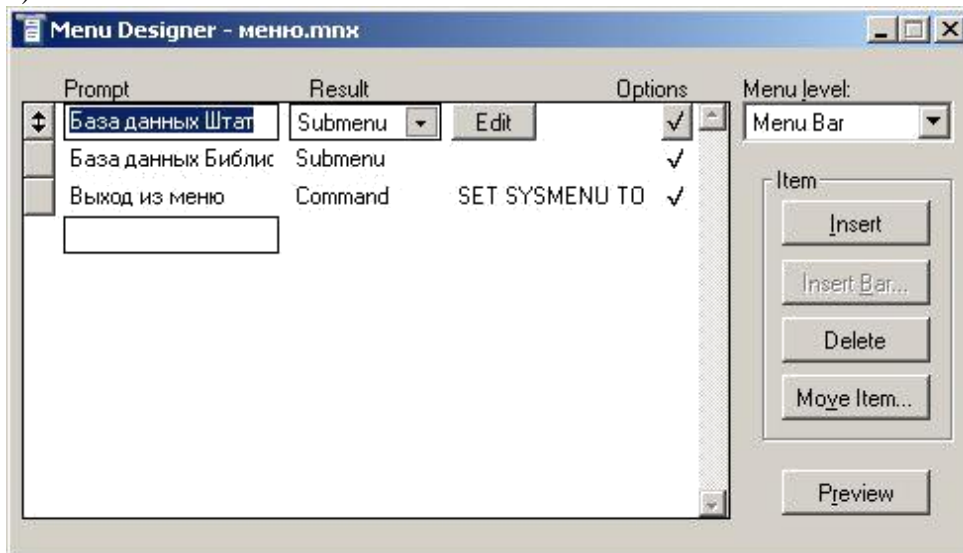 Menu Designer - меню.mnx
Prompt Result Options Menu level:
База данных Штат Submenu Edit Menu Bar
База данных Библис Submenu
Выход из меню Command SET SYSMENU TO
Item
Insert
Insert Bar...
Delete
Move Item...
Preview